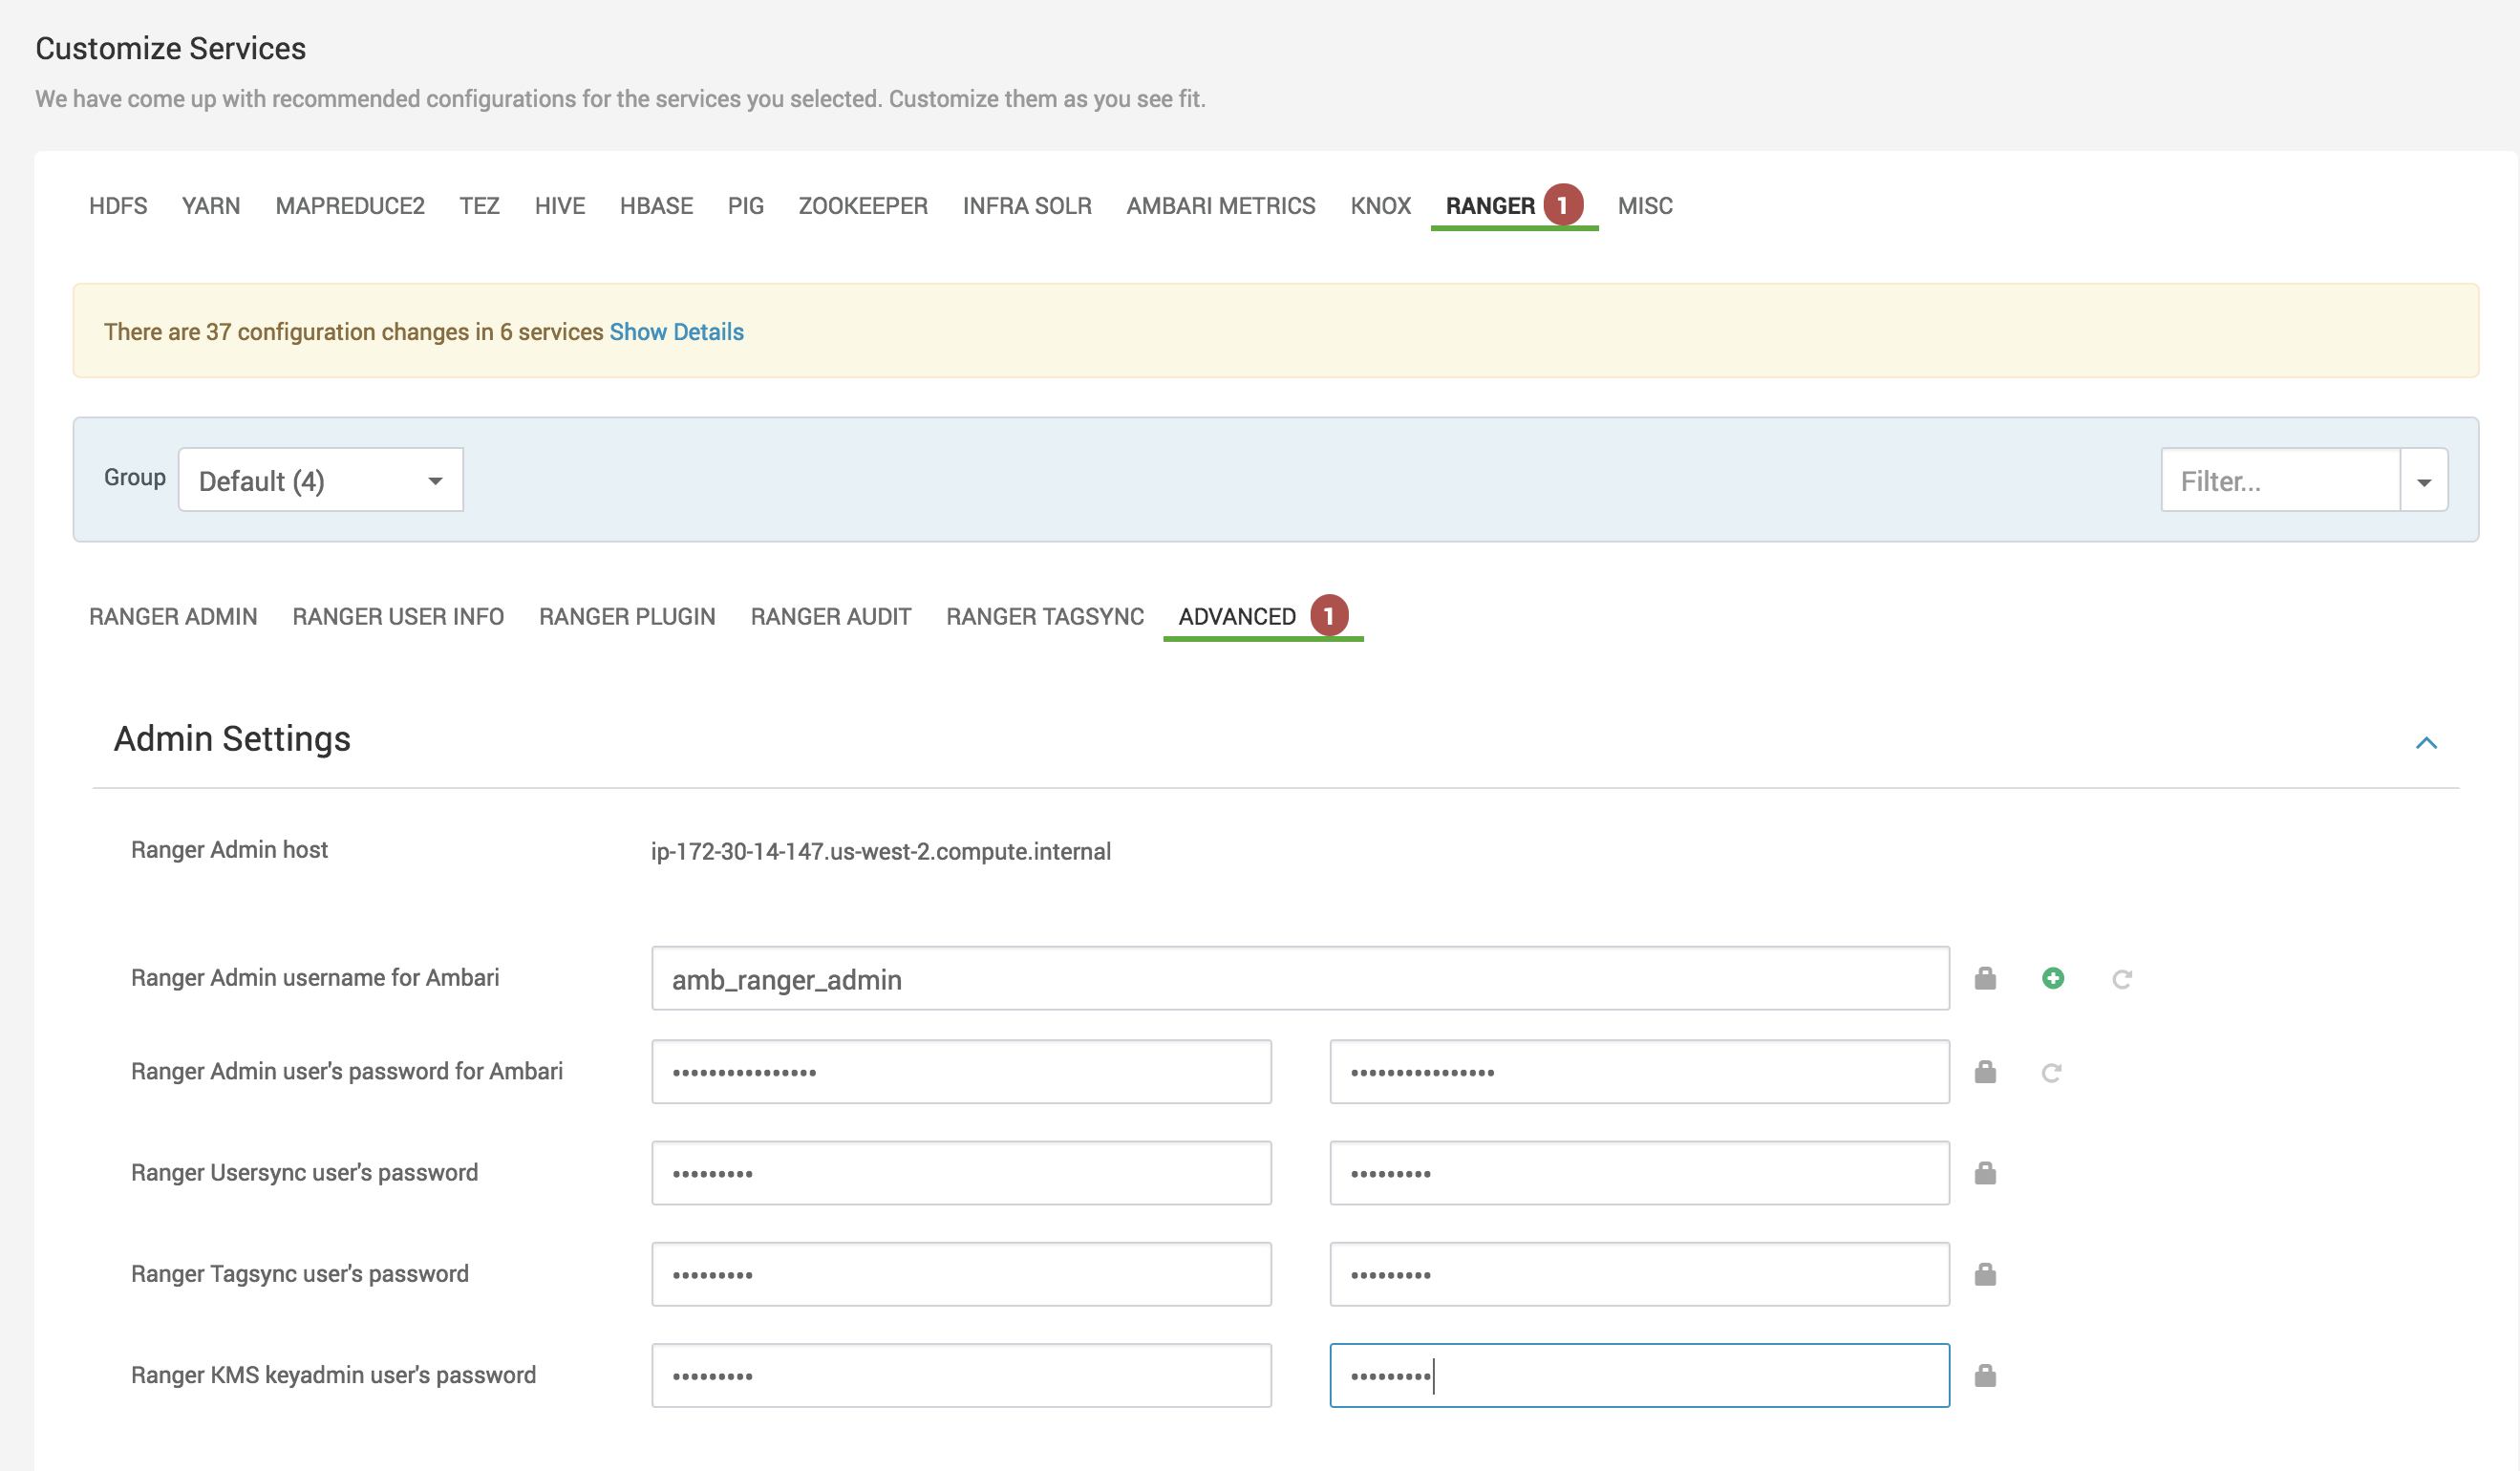 Customize Services
We have come up with recommended configurations for the services you selected. Customize them as you see fit.
HDFS YARN MAPREDUCE2 TEZ HIVE HBASE PIG ZOOKEEPER INFRA SOLR AMBARI METRICS KNOX RANGER 1 MISC
There are 37 configuration changes in 6 services Show Details
Group Default (4) Filter...
RANGER ADMIN RANGER USER INFO RANGER PLUGIN RANGER AUDIT RANGER TAGSYNC ADVANCED 1
Admin Settings
Ranger Admin host ip-172-30-14-147.us-west-2.compute.internal
Ranger Admin username for Ambari amb_ranger_admin
Ranger Admin user's password for Ambari •••••••••••••••• ••••••••••••••••
Ranger Usersync user's password ••••••••• •••••••••
Ranger Tagsync user's password ••••••••• •••••••••
Ranger KMS keyadmin user's password ••••••••• •••••••••